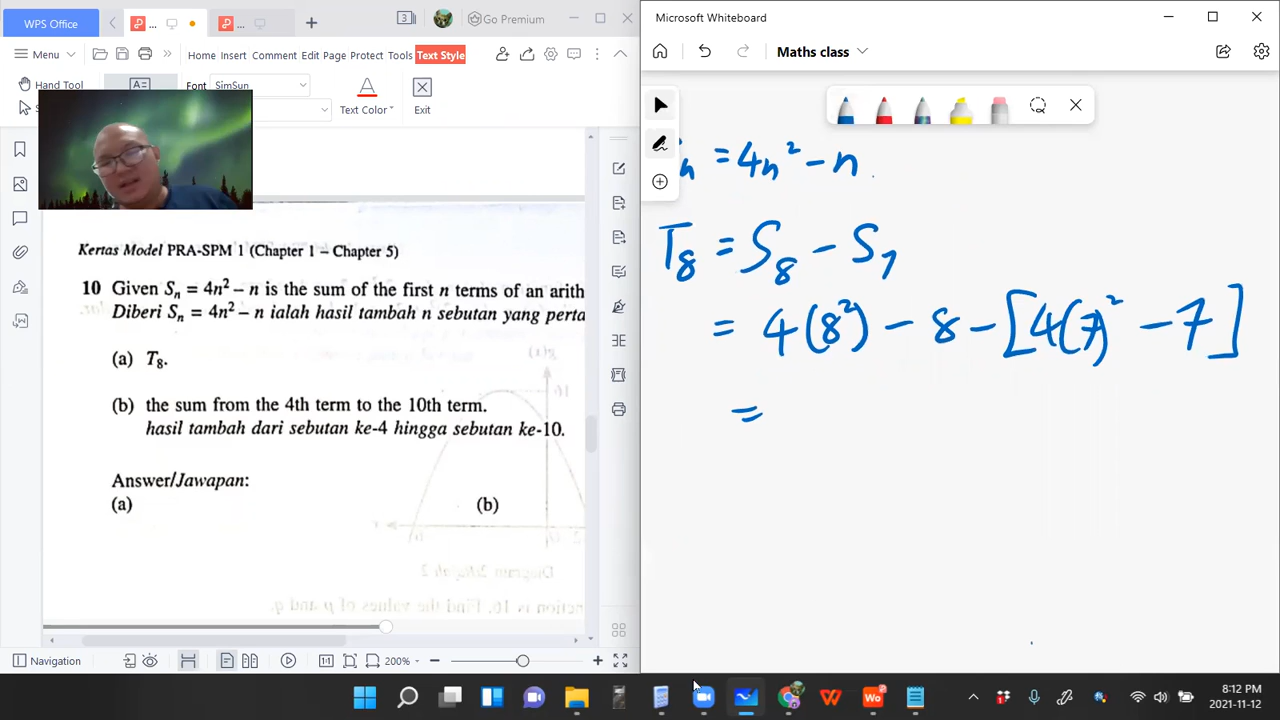 WPS Office
3
Go Premium
Menu
Home Insert Comment Edit Page Protect Tools Text Style
Hand Tool
Font SimSun
Text Color
Exit
Kertas Model PRA-SPM 1 (Chapter 1 – Chapter 5)
10 Given Sn = 4n² – n is the sum of the first n terms of an arith
Diberi Sn = 4n² – n ialah hasil tambah n sebutan yang perta
(a) T8.
(b) the sum from the 4th term to the 10th term.
hasil tambah dari sebutan ke-4 hingga sebutan ke-10.
Answer/Jawapan:
(a) (b)
Navigation
200%
Microsoft Whiteboard
Maths class
n = 4n² – n
T8 = S8 – S7
= 4(8²) – 8 – [4(7)² – 7]
=
8:12 PM
2021-11-12